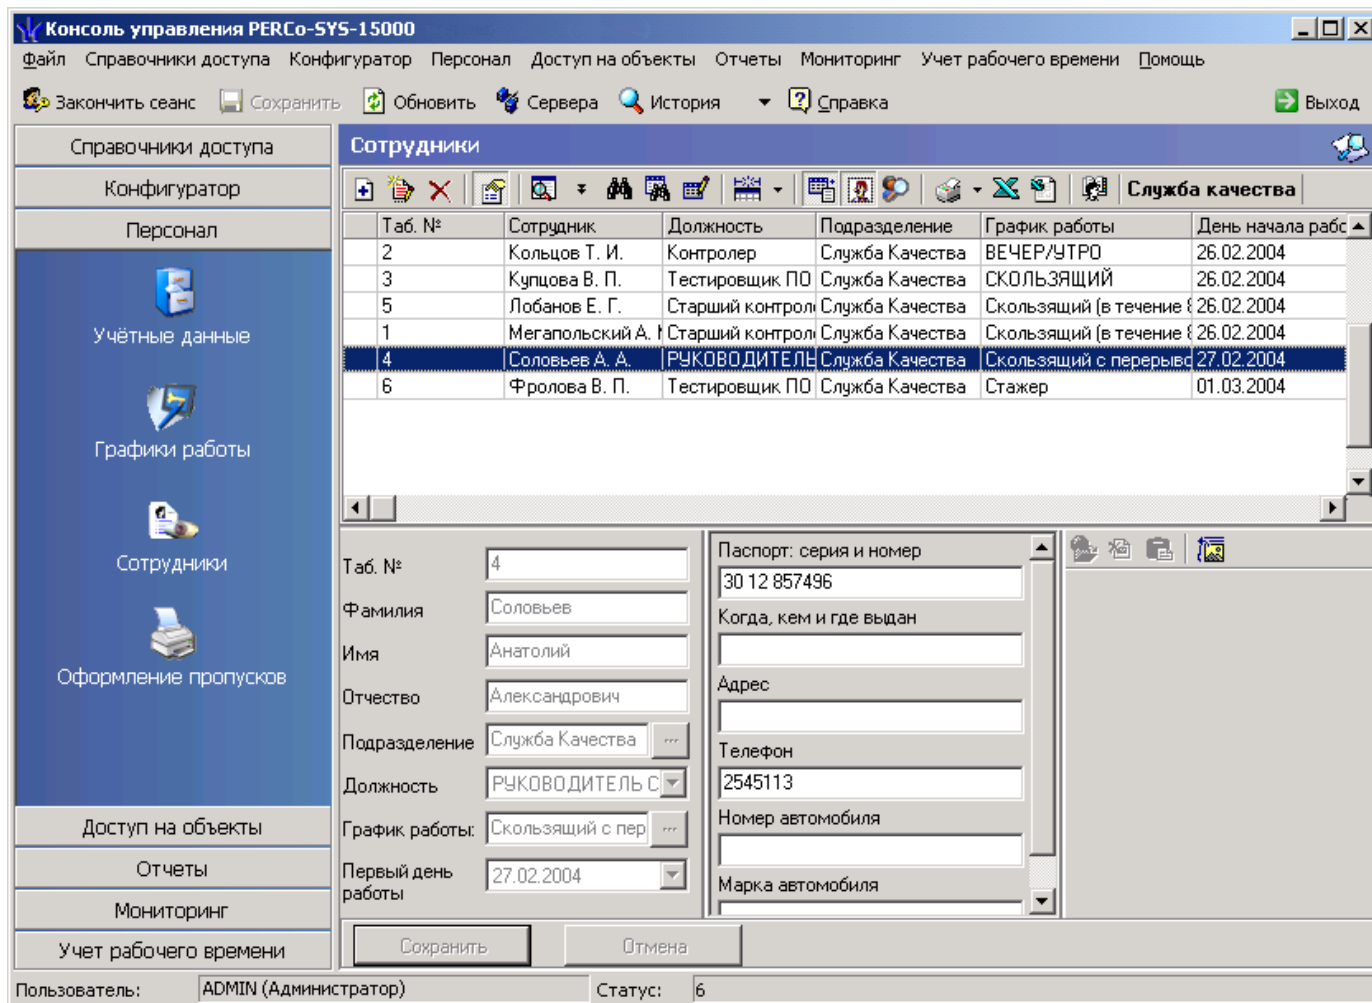 Консоль управления PERCo-SYS-15000
Файл Справочники доступа Конфигуратор Персонал Доступ на объекты Отчеты Мониторинг Учет рабочего времени Помощь
Закончить сеанс Сохранить Обновить Сервера История Справка Выход
Справочники доступа
Конфигуратор
Персонал
Учётные данные
Графики работы
Сотрудники
Оформление пропусков
Доступ на объекты
Отчеты
Мониторинг
Учет рабочего времени
Сотрудники
Служба качества
Таб. № Сотрудник Должность Подразделение График работы День начала рабо
2 Кольцов Т. И. Контролер Служба Качества ВЕЧЕР/УТРО 26.02.2004
3 Купцова В. П. Тестировщик ПО Служба Качества СКОЛЬЗЯЩИЙ 26.02.2004
5 Лобанов Е. Г. Старший контрол Служба Качества Скользящий (в течение 26.02.2004
1 Мегапольский А. Старший контрол Служба Качества Скользящий (в течение 26.02.2004
4 Соловьев А. А. РУКОВОДИТЕЛЬ Служба Качества Скользящий с перерыво 27.02.2004
6 Фролова В. П. Тестировщик ПО Служба Качества Стажер 01.03.2004
Таб. № 4
Фамилия Соловьев
Имя Анатолий
Отчество Александрович
Подразделение Служба Качества ...
Должность РУКОВОДИТЕЛЬ С
График работы: Скользящий с пер ...
Первый день работы 27.02.2004
Паспорт: серия и номер
30 12 857496
Когда, кем и где выдан
Адрес
Телефон
2545113
Номер автомобиля
Марка автомобиля
Сохранить Отмена
Пользователь: ADMIN (Администратор) Статус: 6